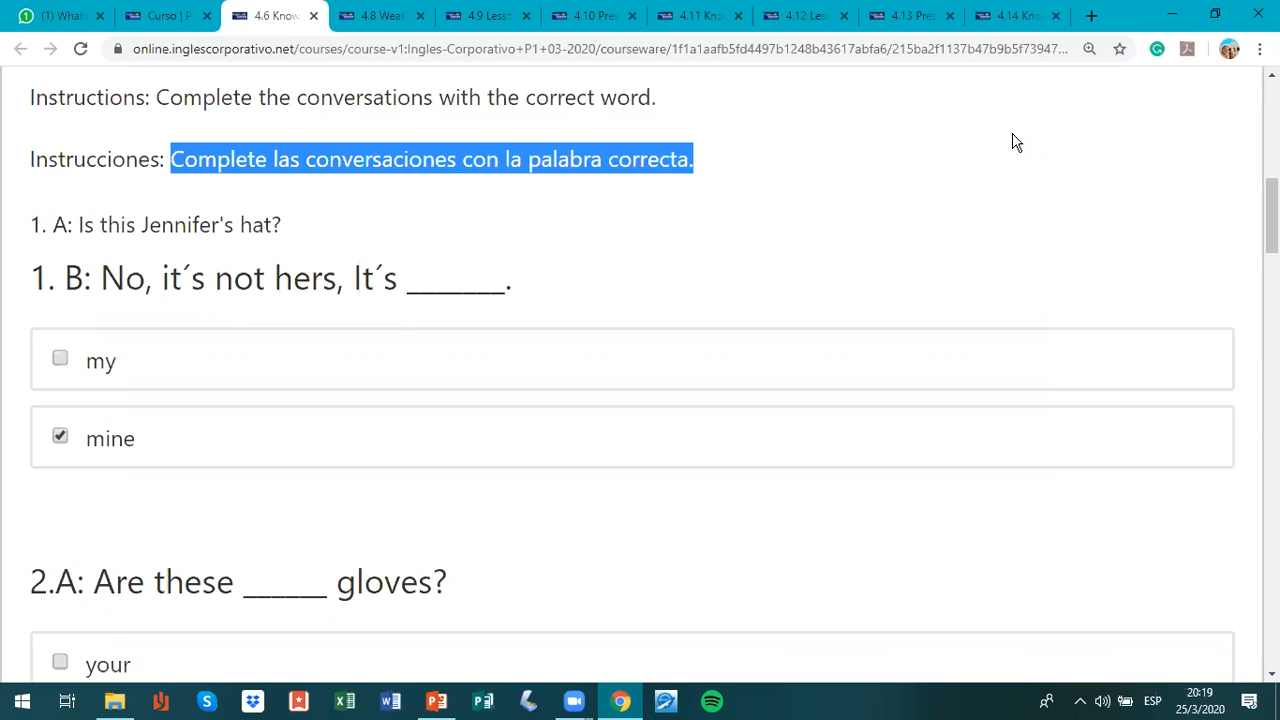 (1) Whats
Curso | P
4.6 Know
4.8 Weat
4.9 Less
4.10 Pres
4.11 Kno
4.12 Less
4.13 Pres
4.14 Kno
online.inglescorporativo.net/courses/course-v1:Ingles-Corporativo+P1+03-2020/courseware/1f1a1aafb5fd4497b1248b43617abfa6/215ba2f1137b47b9b5f73947...
Instructions: Complete the conversations with the correct word.
Instrucciones: Complete las conversaciones con la palabra correcta.
1. A: Is this Jennifer's hat?
1. B: No, it´s not hers, It´s _______.
my
mine
2.A: Are these ______ gloves?
your
ESP
20:19
25/3/2020